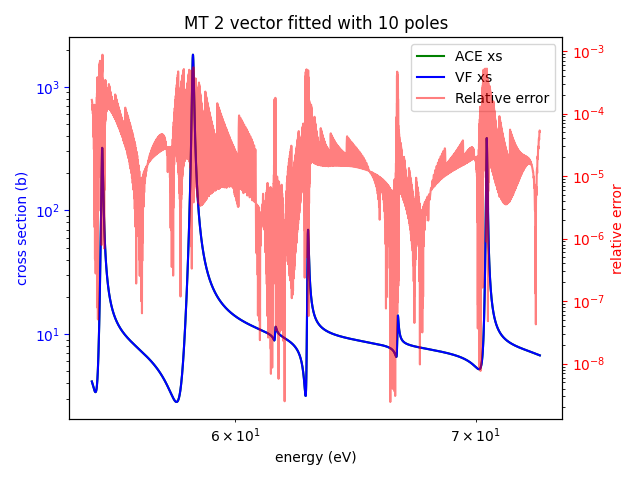 MT 2 vector fitted with 10 poles
ACE xs
VF xs
Relative error
10³
10²
10¹
cross section (b)
10⁻³
10⁻⁴
10⁻⁵
10⁻⁶
10⁻⁷
10⁻⁸
relative error
6 × 10¹
7 × 10¹
energy (eV)